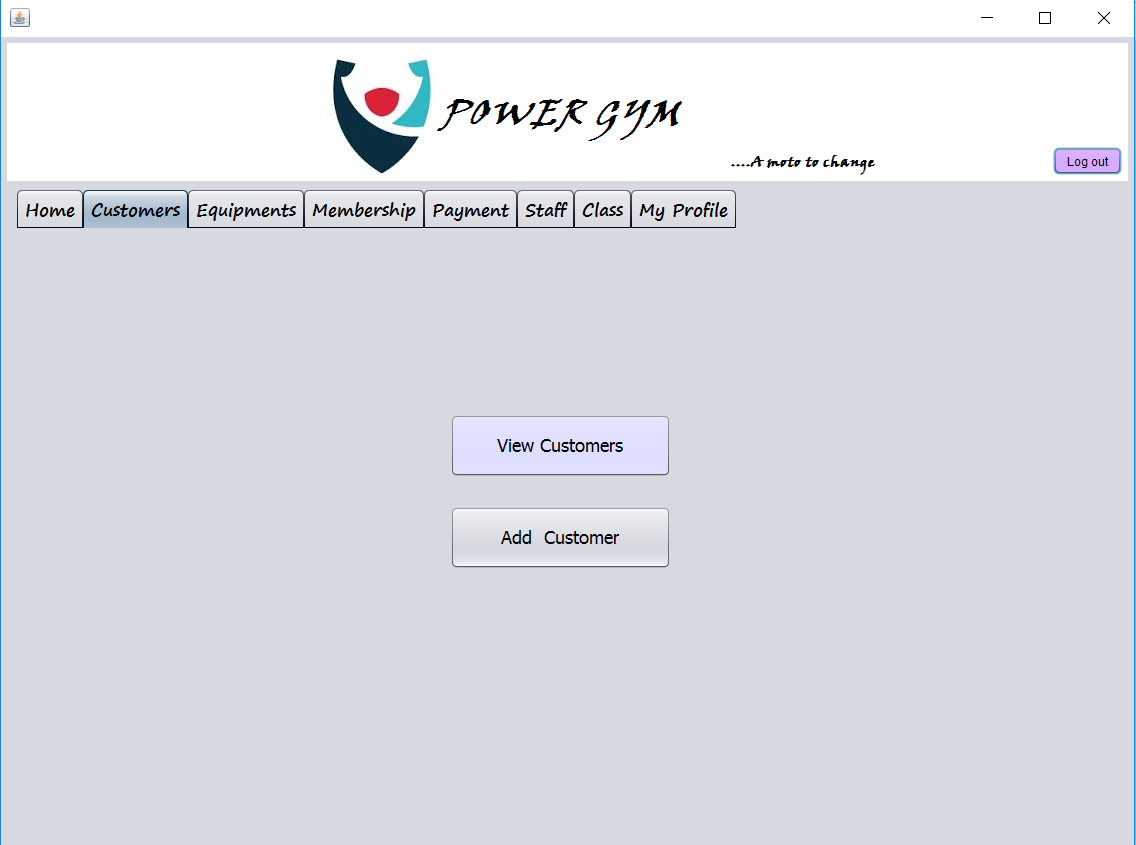 POWER GYM
....A moto to change
Log out
Home Customers Equipments Membership Payment Staff Class My Profile
View Customers
Add Customer